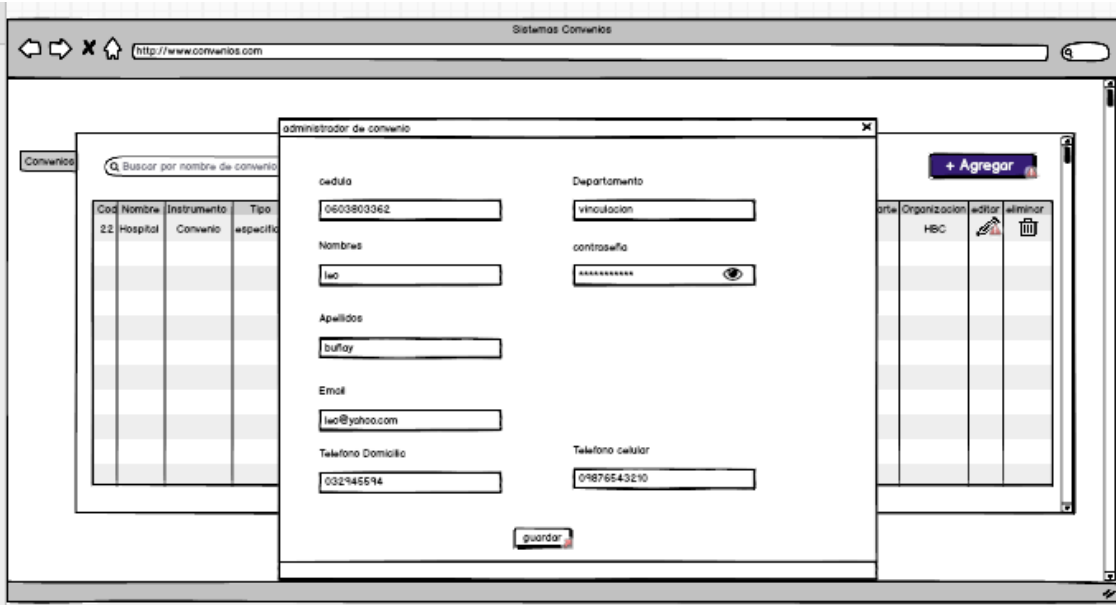 Sistemas Convenios
http://www.convenios.com
administrador de convenio
Convenios
Buscar por nombre de convenio
+ Agregar
cedula
Departamento
0603803362
vinculacion
Cod Nombre Instrumento Tipo
arte Organizacion editar eliminar
22 Hospital Convenio especific
HBC
Nombres
contraseña
leo
***********
Apellidos
buñay
Email
leo@yahoo.com
Telefono Domicilio
Telefono celular
032945594
09876543210
guardar